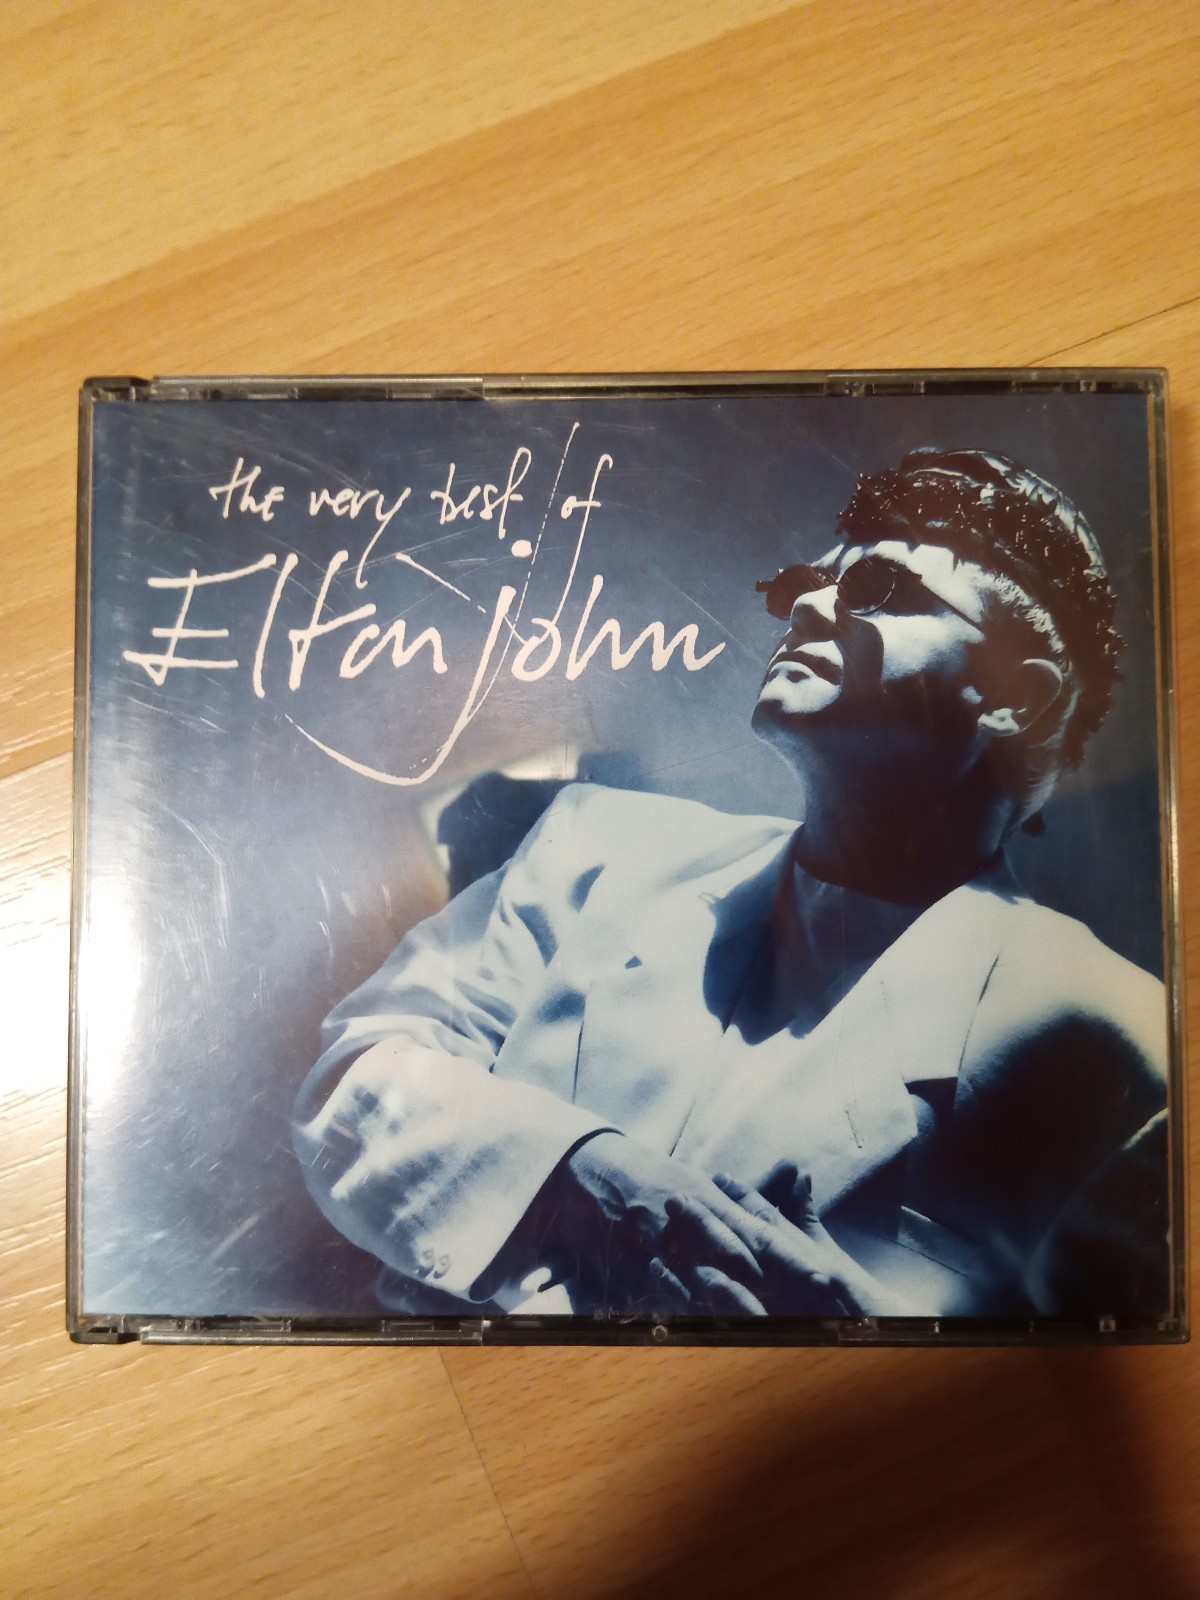 the very best of
Elton john